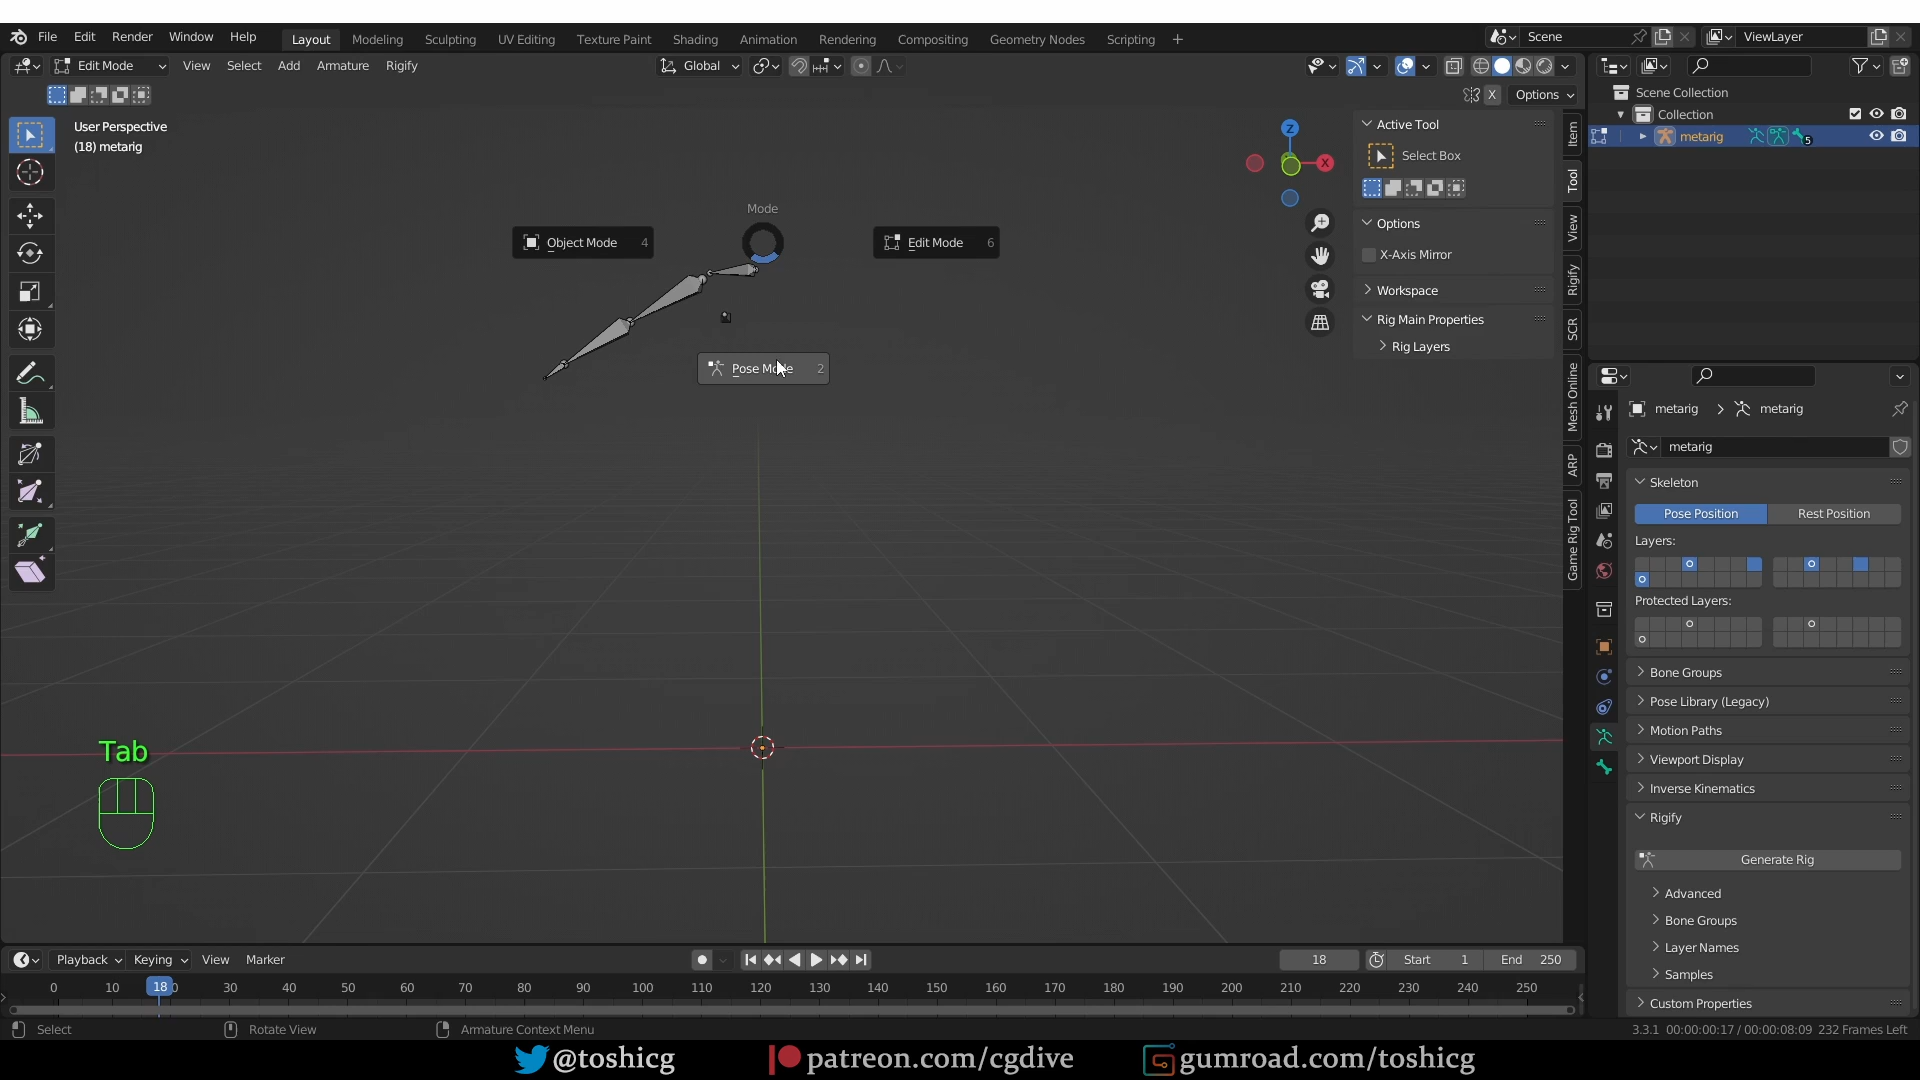 File Edit Render Window Help
Layout Modeling Sculpting UV Editing Texture Paint Shading Animation Rendering Compositing Geometry Nodes Scripting +
Scene
ViewLayer
Edit Mode View Select Add Armature Rigify
Global
X Options
User Perspective
(18) metarig
Mode
Object Mode 4
Edit Mode 6
Pose Mode 2
Z
X
Active Tool
Select Box
Options
X-Axis Mirror
Workspace
Rig Main Properties
Rig Layers
Item
Tool
View
Rigify
SCR
Mesh Online
ARP
Game Rig Tool
Scene Collection
Collection
metarig 5
metarig > metarig
metarig
Skeleton
Pose Position Rest Position
Layers:
Protected Layers:
Bone Groups
Pose Library (Legacy)
Motion Paths
Viewport Display
Inverse Kinematics
Rigify
Generate Rig
Advanced
Bone Groups
Layer Names
Samples
Custom Properties
Tab
Playback Keying View Marker
18 Start 1 End 250
0 10 18 30 40 50 60 70 80 90 100 110 120 130 140 150 160 170 180 190 200 210 220 230 240 250
Select Rotate View Armature Context Menu
3.3.1 00:00:00:17 / 00:00:08:09 232 Frames Left
@toshicg patreon.com/cgdive gumroad.com/toshicg